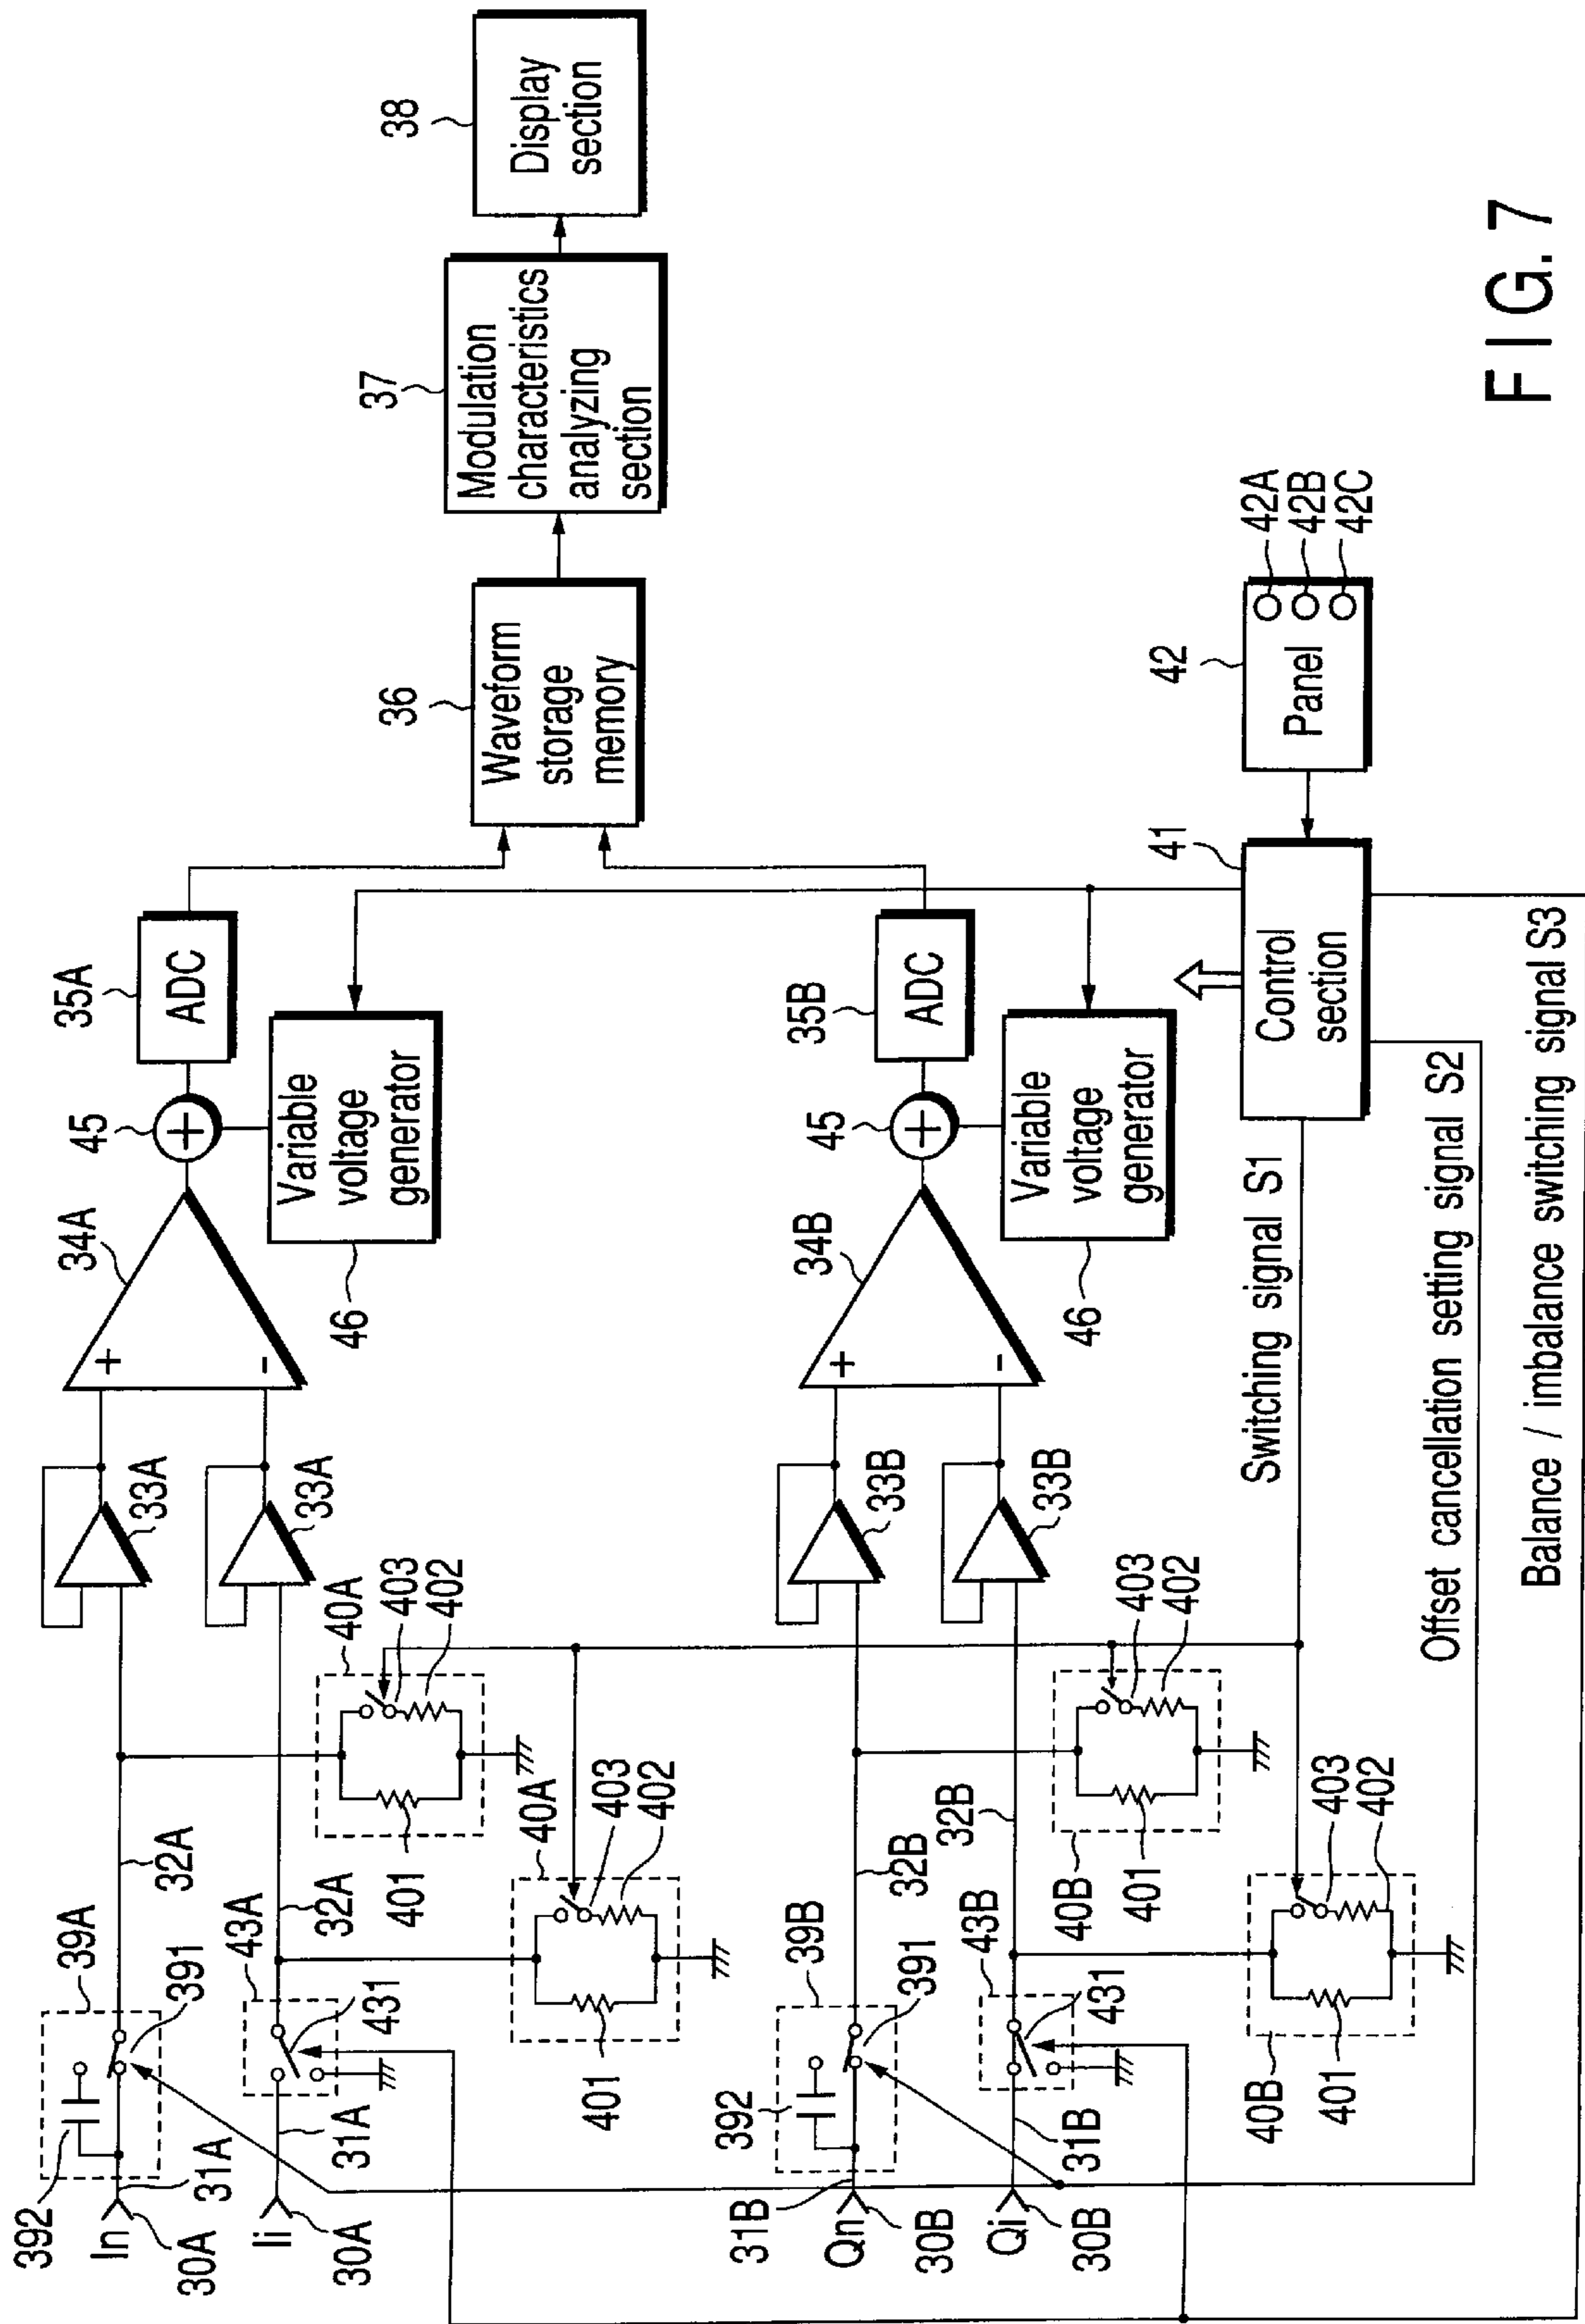 392
39A
In
30A
31A
391
32A
33A
34A
45
35A
ADC
+
-
Ii
30A
31A
43A
431
32A
33A
40A
403
402
401
40A
403
402
401
46
Variable
voltage
generator
36
Waveform
storage
memory
37
Modulation
characteristics
analyzing
section
38
Display
section
392
39B
31B
Qn
30B
391
32B
33B
34B
45
35B
ADC
+
-
Qi
30B
31B
43B
431
32B
33B
40B
403
402
401
40B
403
402
401
46
Variable
voltage
generator
Switching signal S1
Offset cancellation setting signal S2
Balance / imbalance switching signal S3
41
Control
section
42
Panel
42A
42B
42C
FIG. 7